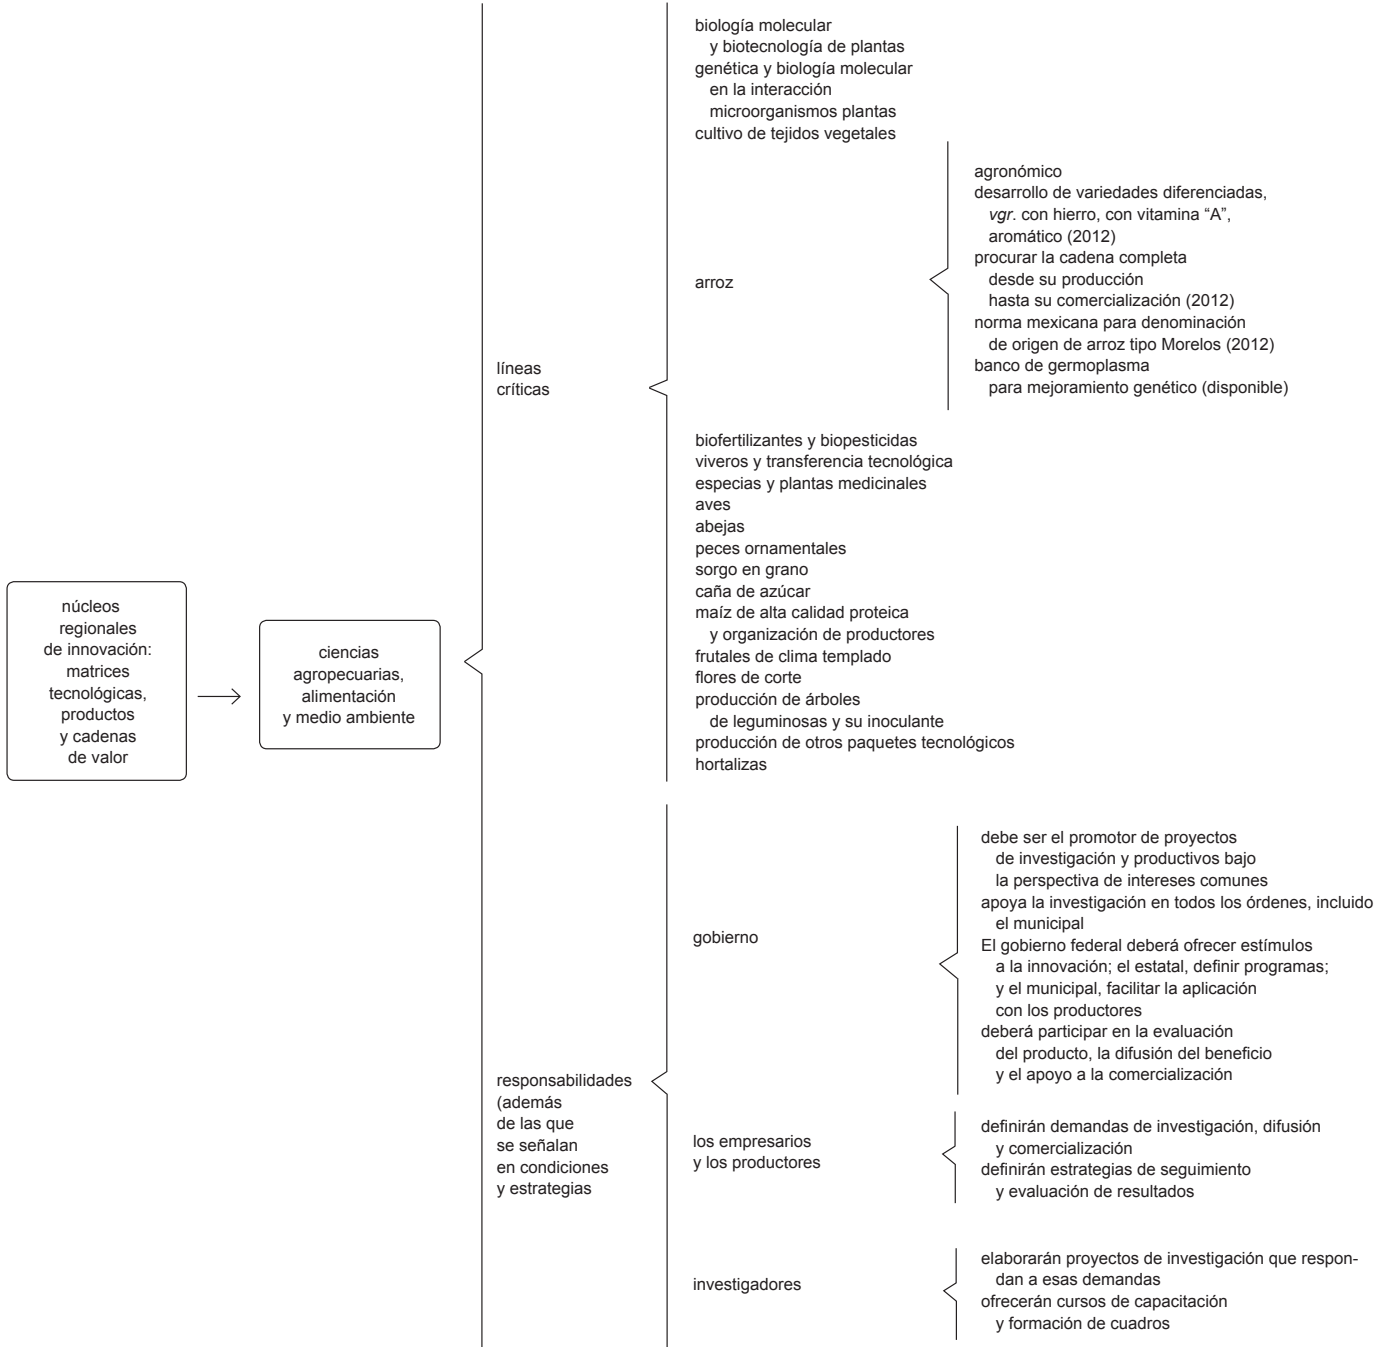 núcleos
regionales
de innovación:
matrices
tecnológicas,
productos
y cadenas
de valor
ciencias
agropecuarias,
alimentación
y medio ambiente
líneas
críticas
biología molecular
y biotecnología de plantas
genética y biología molecular
en la interacción
microorganismos plantas
cultivo de tejidos vegetales
arroz
agronómico
desarrollo de variedades diferenciadas,
vgr. con hierro, con vitamina “A”,
aromático (2012)
procurar la cadena completa
desde su producción
hasta su comercialización (2012)
norma mexicana para denominación
de origen de arroz tipo Morelos (2012)
banco de germoplasma
para mejoramiento genético (disponible)
biofertilizantes y biopesticidas
viveros y transferencia tecnológica
especias y plantas medicinales
aves
abejas
peces ornamentales
sorgo en grano
caña de azúcar
maíz de alta calidad proteica
y organización de productores
frutales de clima templado
flores de corte
producción de árboles
de leguminosas y su inoculante
producción de otros paquetes tecnológicos
hortalizas
responsabilidades
(además
de las que
se señalan
en condiciones
y estrategias
gobierno
debe ser el promotor de proyectos
de investigación y productivos bajo
la perspectiva de intereses comunes
apoya la investigación en todos los órdenes, incluido
el municipal
El gobierno federal deberá ofrecer estímulos
a la innovación; el estatal, definir programas;
y el municipal, facilitar la aplicación
con los productores
deberá participar en la evaluación
del producto, la difusión del beneficio
y el apoyo a la comercialización
los empresarios
y los productores
definirán demandas de investigación, difusión
y comercialización
definirán estrategias de seguimiento
y evaluación de resultados
investigadores
elaborarán proyectos de investigación que respon-
dan a esas demandas
ofrecerán cursos de capacitación
y formación de cuadros